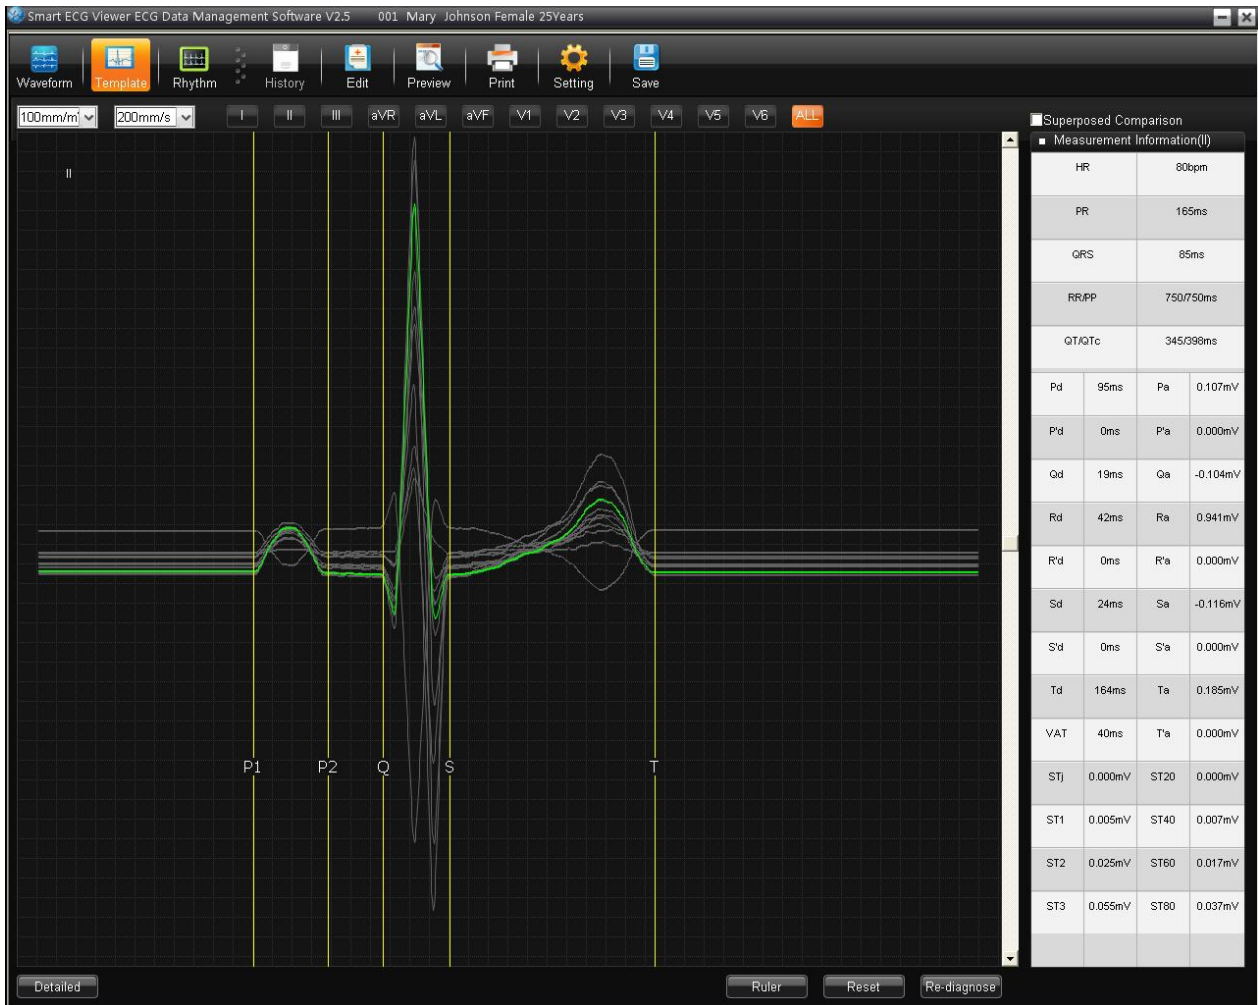 Smart ECG Viewer ECG Data Management Software V2.5 001 Mary Johnson Female 25Years
Waveform Template Rhythm History Edit Preview Print Setting Save
100mm/m 200mm/s I II III aVR aVL aVF V1 V2 V3 V4 V5 V6 ALL
Superposed Comparison
Measurement Information(II)
II
HR 80bpm
PR 165ms
QRS 85ms
RR/PP 750/750ms
QT/QTc 345/398ms
Pd 95ms Pa 0.107mV
P'd 0ms P'a 0.000mV
Qd 19ms Qa -0.104mV
Rd 42ms Ra 0.941mV
R'd 0ms R'a 0.000mV
Sd 24ms Sa -0.116mV
S'd 0ms S'a 0.000mV
Td 164ms Ta 0.185mV
VAT 40ms T'a 0.000mV
STj 0.000mV ST20 0.000mV
ST1 0.005mV ST40 0.007mV
ST2 0.025mV ST60 0.017mV
ST3 0.055mV ST80 0.037mV
P1 P2 Q S T
Detailed Ruler Reset Re-diagnose